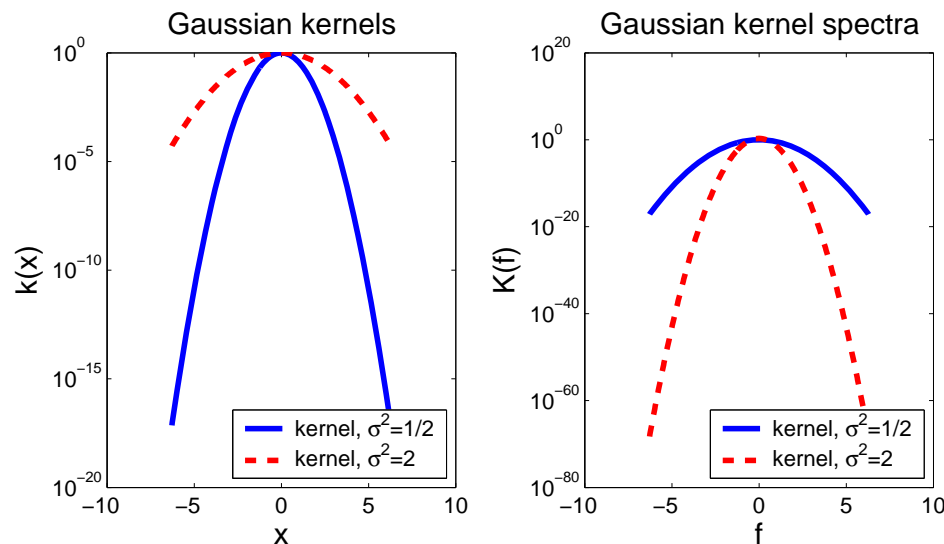 Gaussian kernels
k(x)
10^0
10^−5
10^−10
10^−15
10^−20
−10 −5 0 5 10
x
kernel, σ^2=1/2
kernel, σ^2=2
Gaussian kernel spectra
K(f)
10^20
10^0
10^−20
10^−40
10^−60
10^−80
−10 −5 0 5 10
f
kernel, σ^2=1/2
kernel, σ^2=2